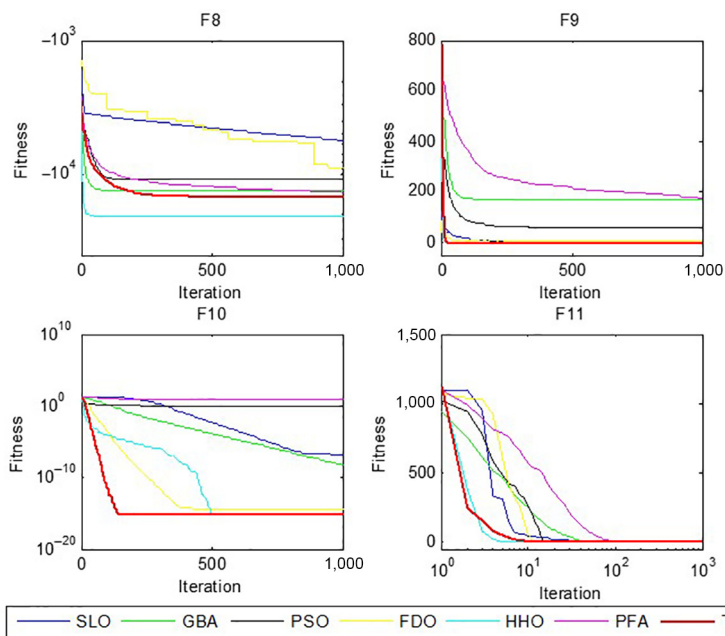 F8
−10³
−10⁴
Fitness
0
500
1,000
Iteration
F9
800
600
400
200
0
Fitness
0
500
1,000
Iteration
F10
10¹⁰
10⁰
10⁻¹⁰
10⁻²⁰
Fitness
0
500
1,000
Iteration
F11
1,500
1,000
500
0
Fitness
10⁰
10¹
10²
10³
Iteration
SLO GBA PSO FDO HHO PFA